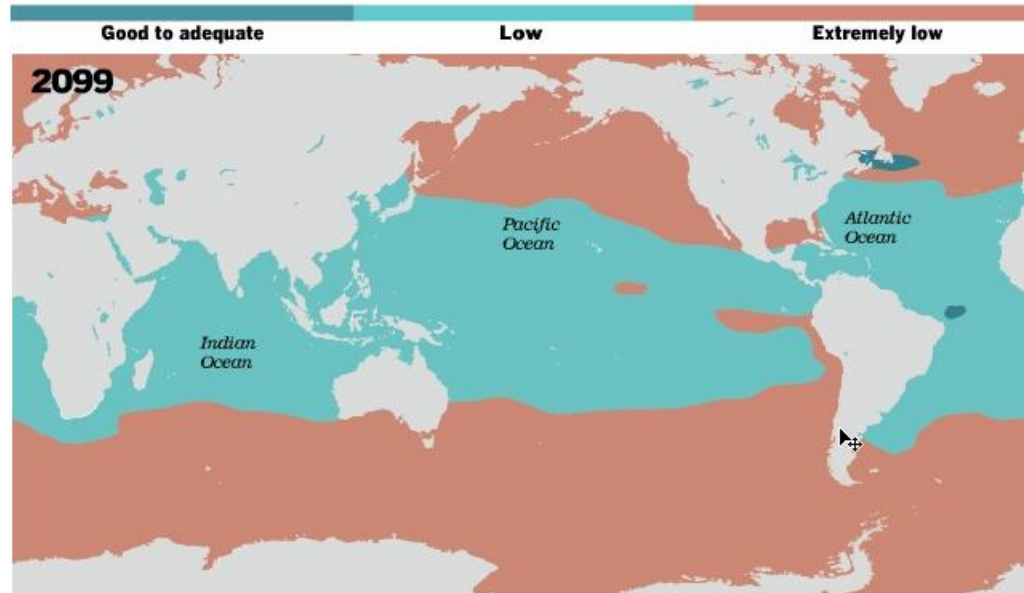 Good to adequate
Low
Extremely low
2099
Pacific
Ocean
Atlantic
Ocean
Indian
Ocean